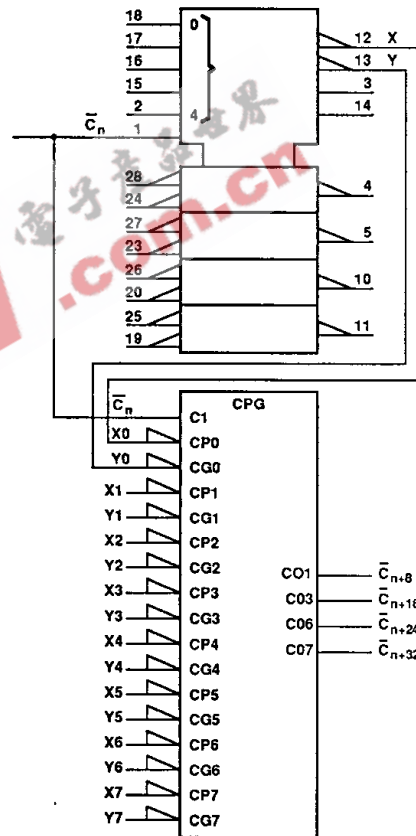 18 0 12 X
17 13 Y
16
15 3
2 4 14
C̅n 1
28 4
24
27 5
23
26 10
20
25 11
19
電子產品世界
.com.cn
C̅n C1 CPG
X0 CP0
Y0 CG0
X1 CP1
Y1 CG1
X2 CP2
Y2 CG2
X3 CP3 CO1 C̅n+8
Y3 CG3 C03 C̅n+16
X4 CP4 C06 C̅n+24
Y4 CG4 C07 C̅n+32
X5 CP5
Y5 CG5
X6 CP6
Y6 CG6
X7 CP7
Y7 CG7